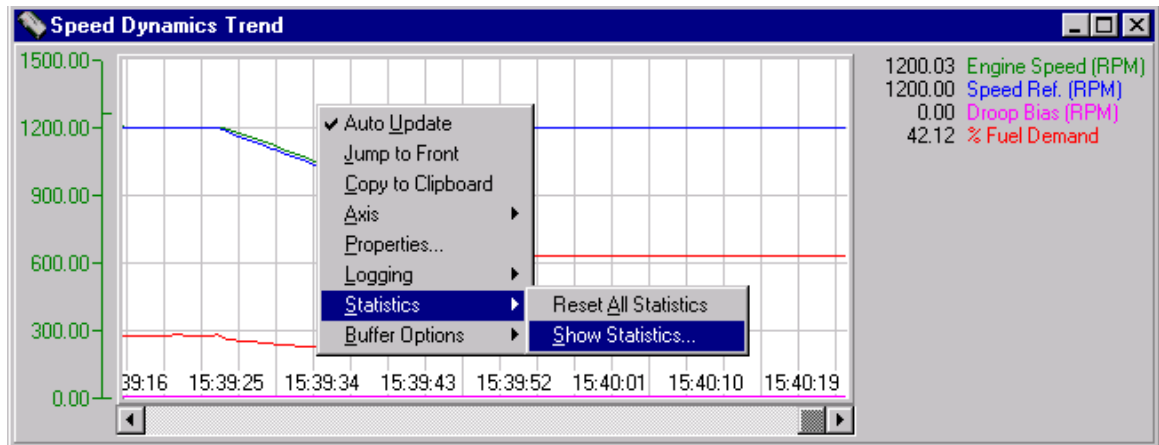 Speed Dynamics Trend
1500.00
1200.00
900.00
600.00
300.00
0.00
39:16 15:39:25 15:39:34 15:39:43 15:39:52 15:40:01 15:40:10 15:40:19
Auto Update
Jump to Front
Copy to Clipboard
Axis
Properties...
Logging
Statistics
Buffer Options
Reset All Statistics
Show Statistics...
1200.03 Engine Speed (RPM)
1200.00 Speed Ref. (RPM)
0.00 Droop Bias (RPM)
42.12 % Fuel Demand